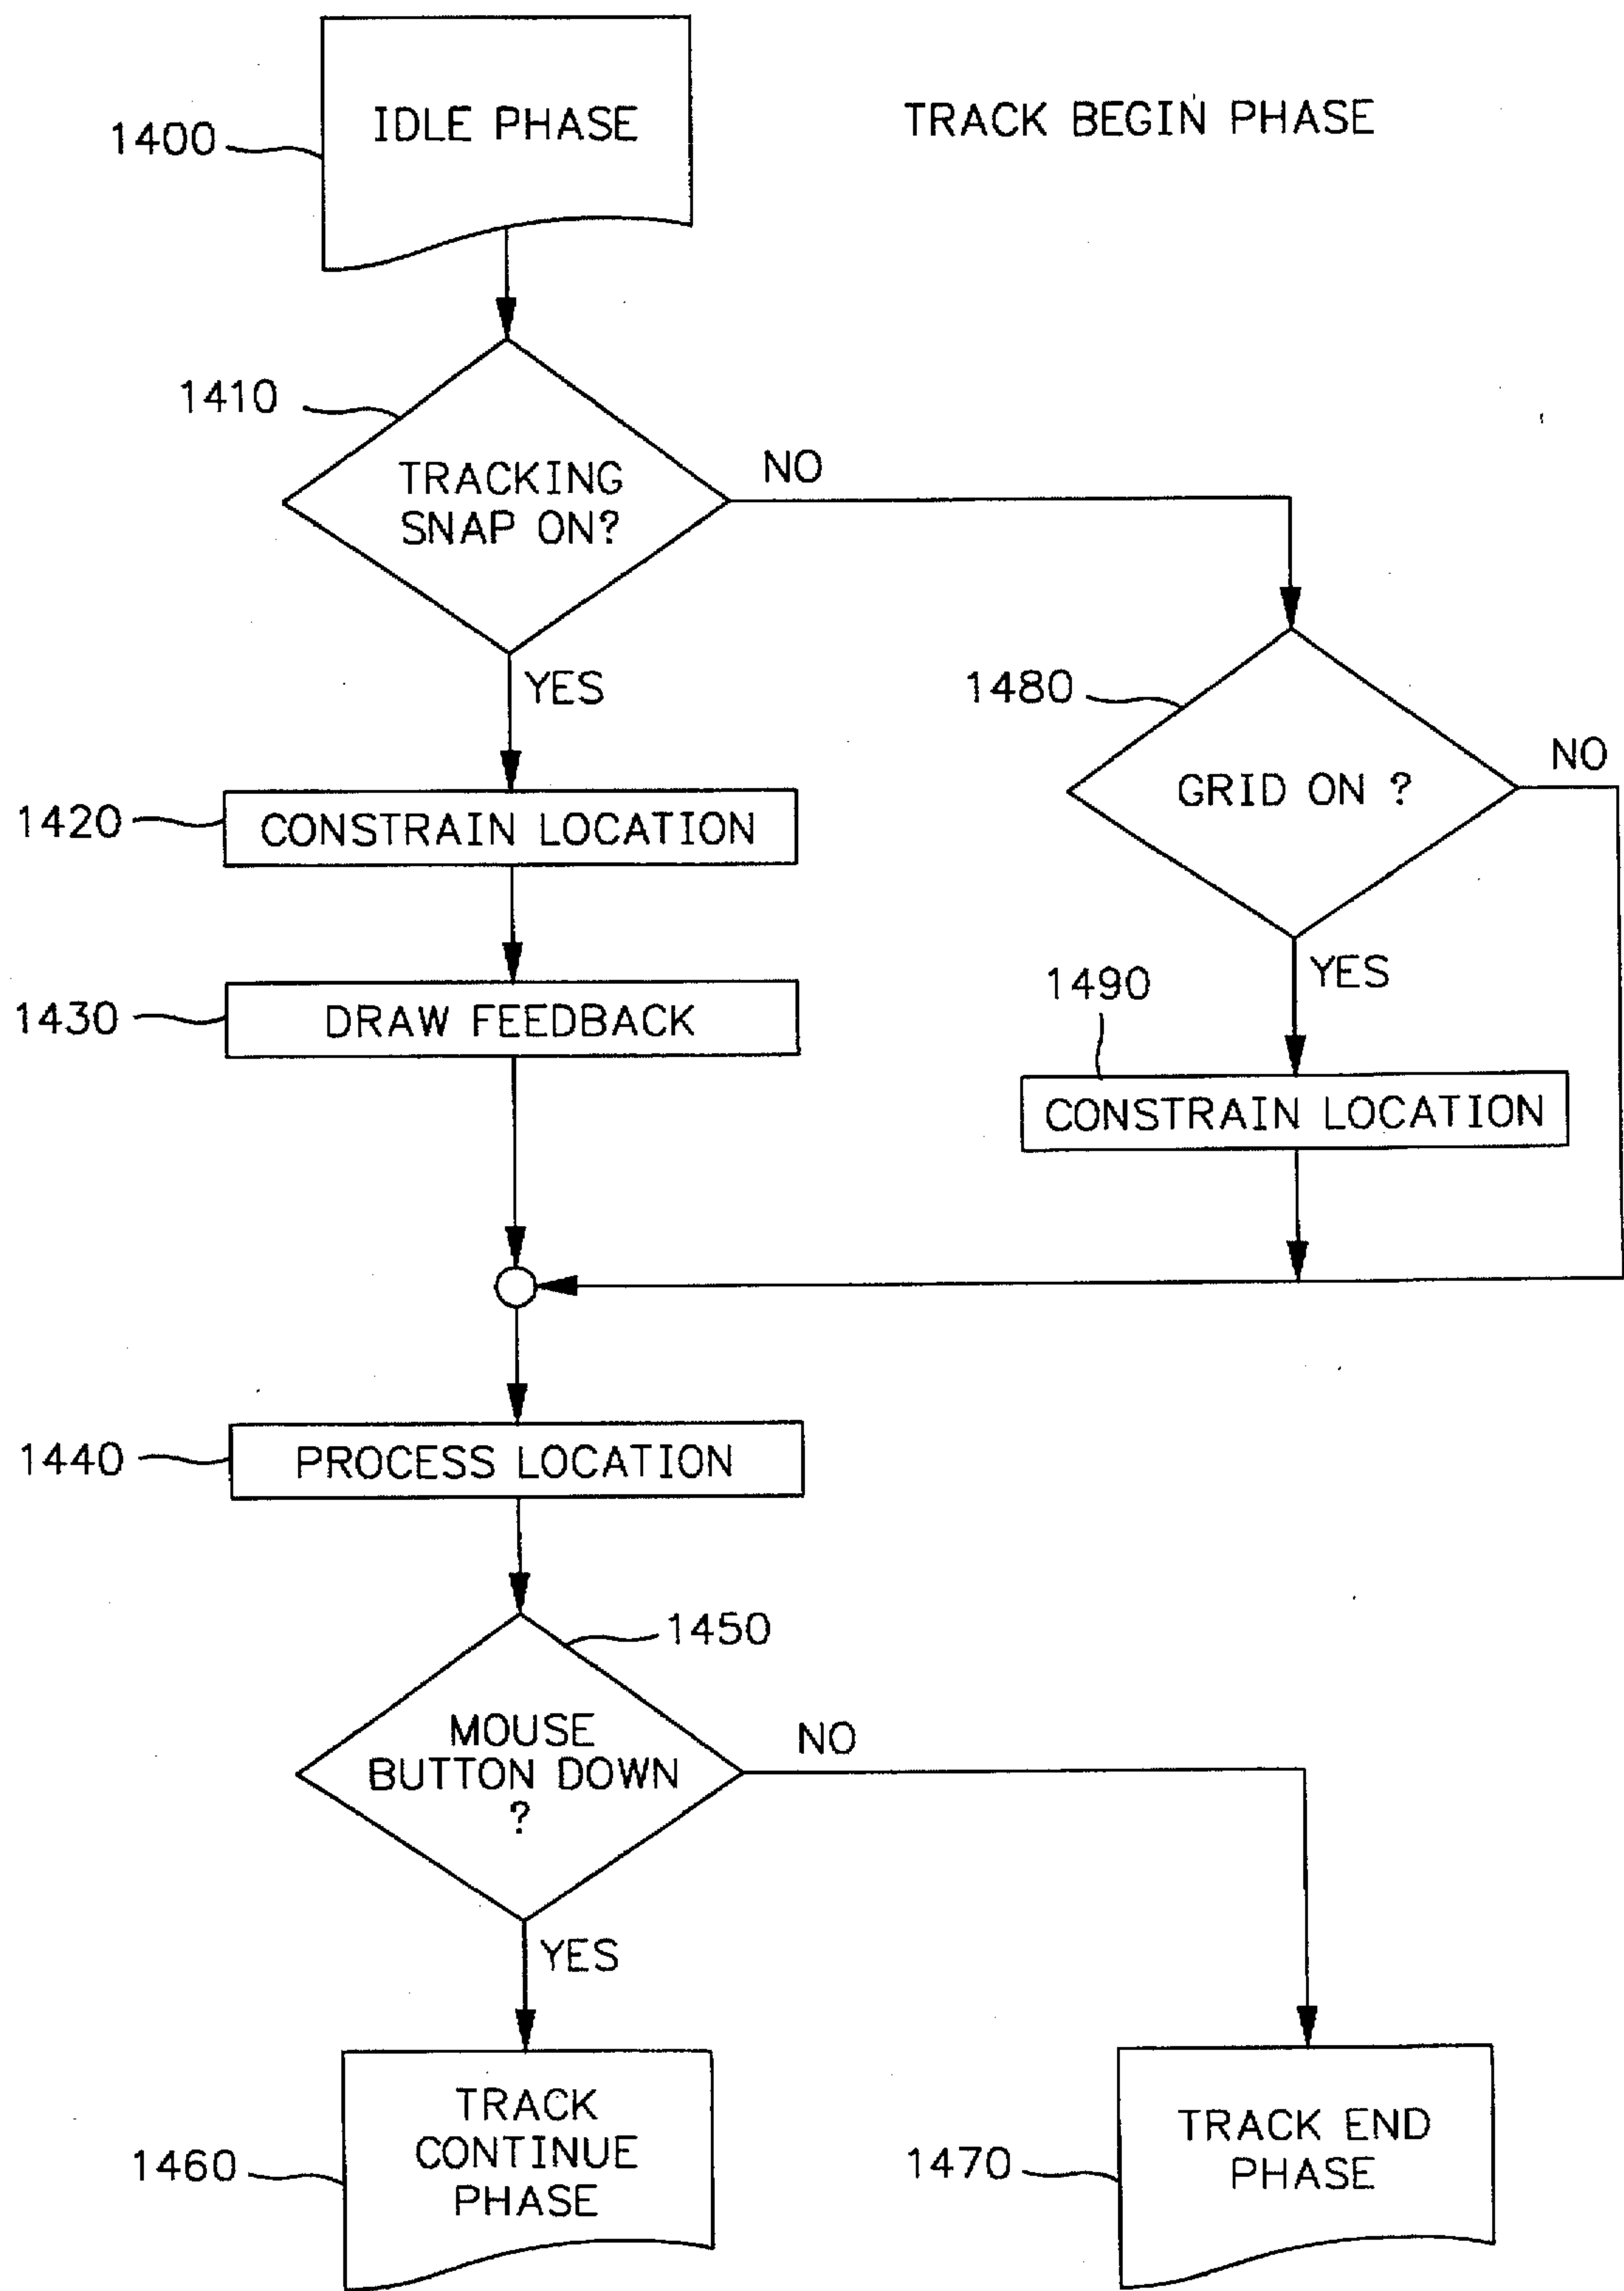 IDLE PHASE
TRACK BEGIN PHASE
1400
1410
TRACKING
SNAP ON?
NO
YES
1480
GRID ON ?
NO
1420
CONSTRAIN LOCATION
YES
1490
1430
DRAW FEEDBACK
CONSTRAIN LOCATION
1440
PROCESS LOCATION
1450
MOUSE
BUTTON DOWN
?
NO
YES
TRACK
CONTINUE
PHASE
1460
TRACK END
PHASE
1470